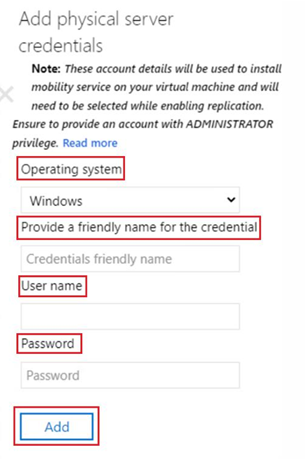 Add physical server
credentials
Note: These account details will be used to install
mobility service on your virtual machine and will
need to be selected while enabling replication.
Ensure to provide an account with ADMINISTRATOR
privilege. Read more
Operating system
Windows
Provide a friendly name for the credential
Credentials friendly name
User name
Password
Password
Add